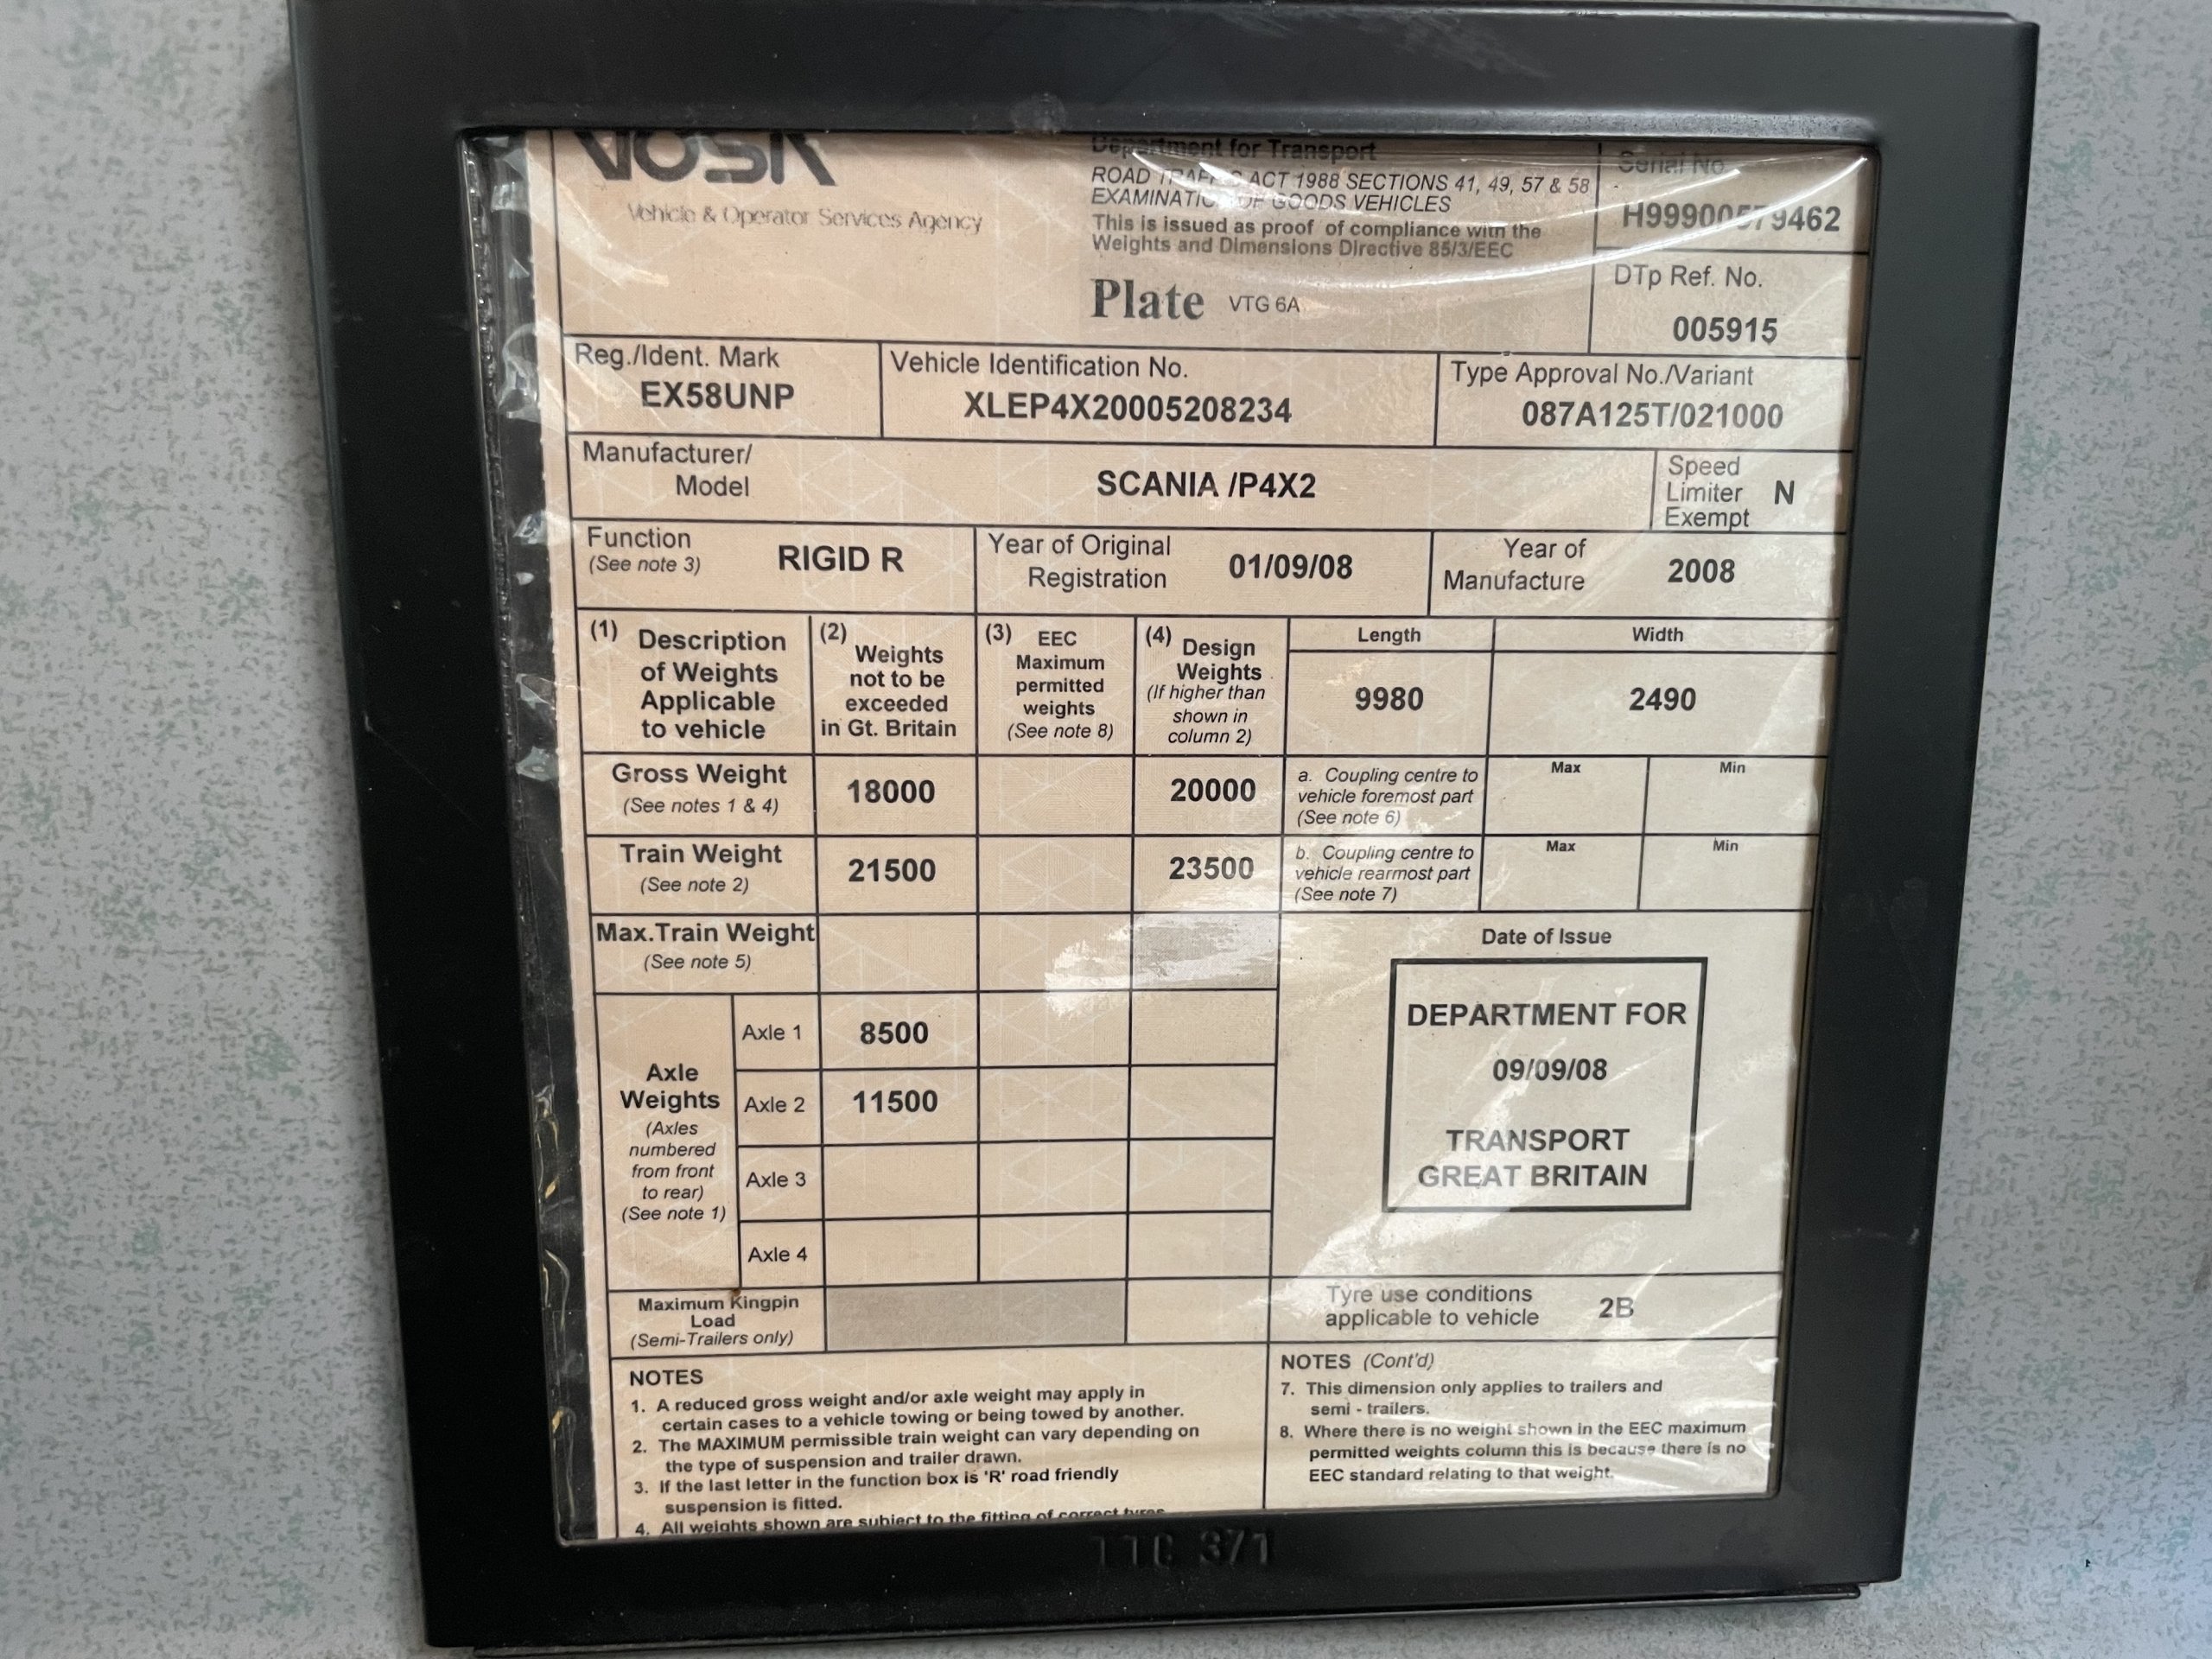 VOSA
Vehicle & Operator Services Agency
Department for Transport
ROAD TRAFFIC ACT 1988 SECTIONS 41, 49, 57 & 58
EXAMINATION OF GOODS VEHICLES
This is issued as proof of compliance with the
Weights and Dimensions Directive 85/3/EEC
Plate VTG 6A
Serial No.
H99900579462
DTp Ref. No.
005915
Reg./Ident. Mark
EX58UNP
Vehicle Identification No.
XLEP4X20005208234
Type Approval No./Variant
087A125T/021000
Manufacturer/
Model
SCANIA /P4X2
Speed
Limiter N
Exempt
Function
(See note 3)
RIGID R
Year of Original
Registration
01/09/08
Year of
Manufacture
2008
(1) Description
of Weights
Applicable
to vehicle
(2) Weights
not to be
exceeded
in Gt. Britain
(3) EEC
Maximum
permitted
weights
(See note 8)
(4) Design
Weights
(If higher than
shown in
column 2)
Length
9980
Width
2490
Gross Weight
(See notes 1 & 4)
18000
20000
a. Coupling centre to
vehicle foremost part
(See note 6)
Max
Min
Train Weight
(See note 2)
21500
23500
b. Coupling centre to
vehicle rearmost part
(See note 7)
Max
Min
Max.Train Weight
(See note 5)
Date of Issue
DEPARTMENT FOR
09/09/08
TRANSPORT
GREAT BRITAIN
Axle
Weights
(Axles
numbered
from front
to rear)
(See note 1)
Axle 1
8500
Axle 2
11500
Axle 3
Axle 4
Maximum Kingpin
Load
(Semi-Trailers only)
Tyre use conditions
applicable to vehicle
2B
NOTES
1. A reduced gross weight and/or axle weight may apply in
certain cases to a vehicle towing or being towed by another.
2. The MAXIMUM permissible train weight can vary depending on
the type of suspension and trailer drawn.
3. If the last letter in the function box is 'R' road friendly
suspension is fitted.
4. All weights shown are subject to the fitting of correct tyres
NOTES (Cont'd)
7. This dimension only applies to trailers and
semi - trailers.
8. Where there is no weight shown in the EEC maximum
permitted weights column this is because there is no
EEC standard relating to that weight.
371